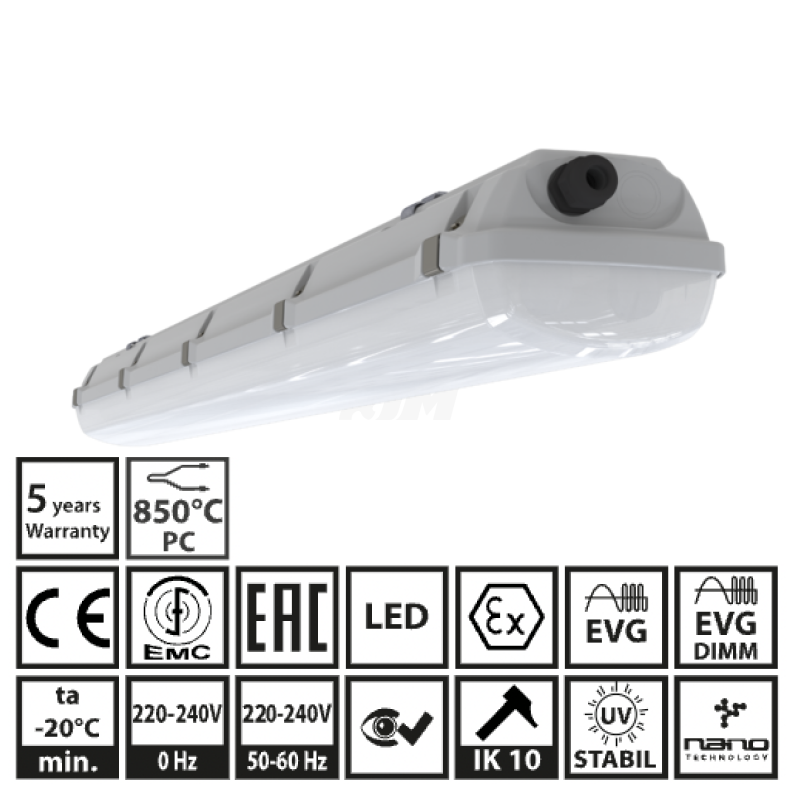 5 years
Warranty
850°C
PC
CE
EMC
EAC
LED
Ex
EVG
EVG
DIMM
ta
-20°C
min.
220-240V
0 Hz
220-240V
50-60 Hz
IK 10
UV
STABIL
nano
TECHNOLOGY